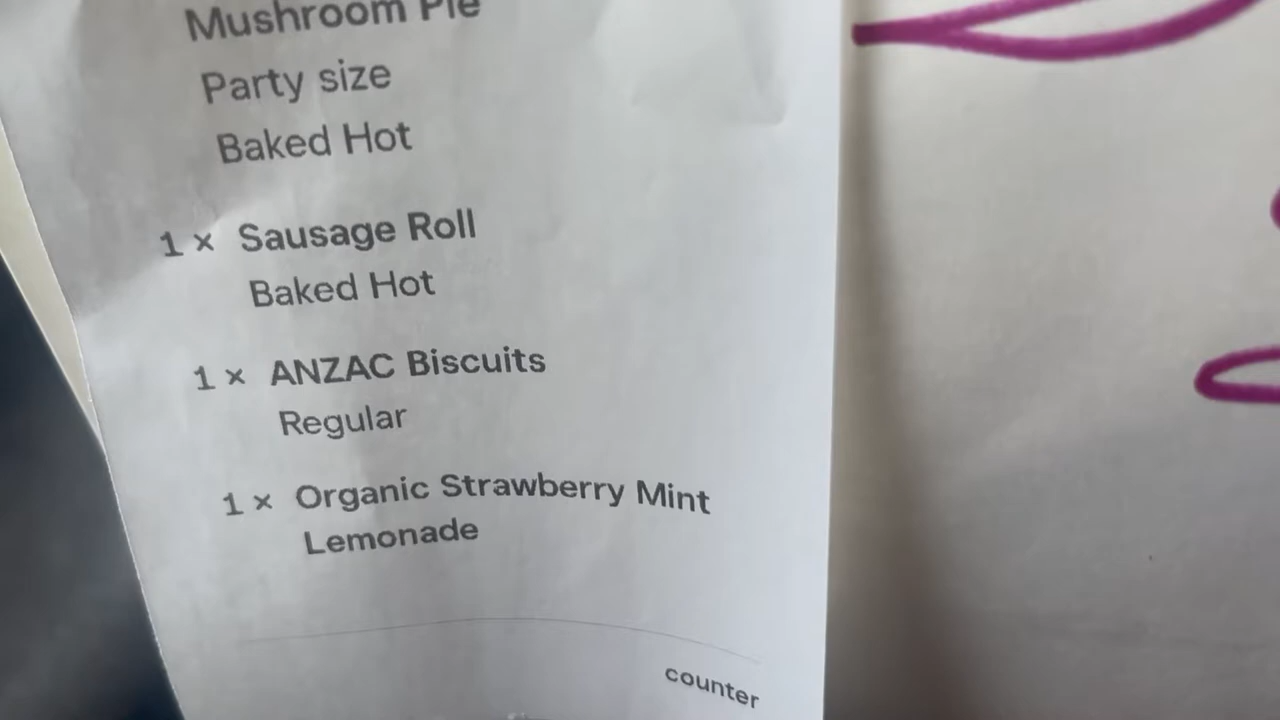 Mushroom Pie
Party size
Baked Hot
1 × Sausage Roll
Baked Hot
1 × ANZAC Biscuits
Regular
1 × Organic Strawberry Mint
Lemonade
counter